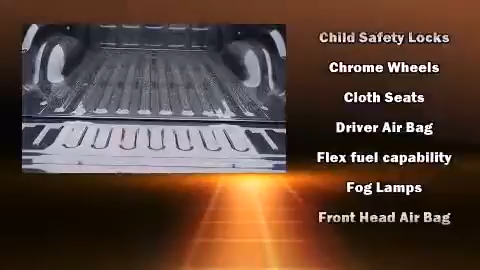 Child Safety Locks
Chrome Wheels
Cloth Seats
Driver Air Bag
Flex fuel capability
Fog Lamps
Front Head Air Bag